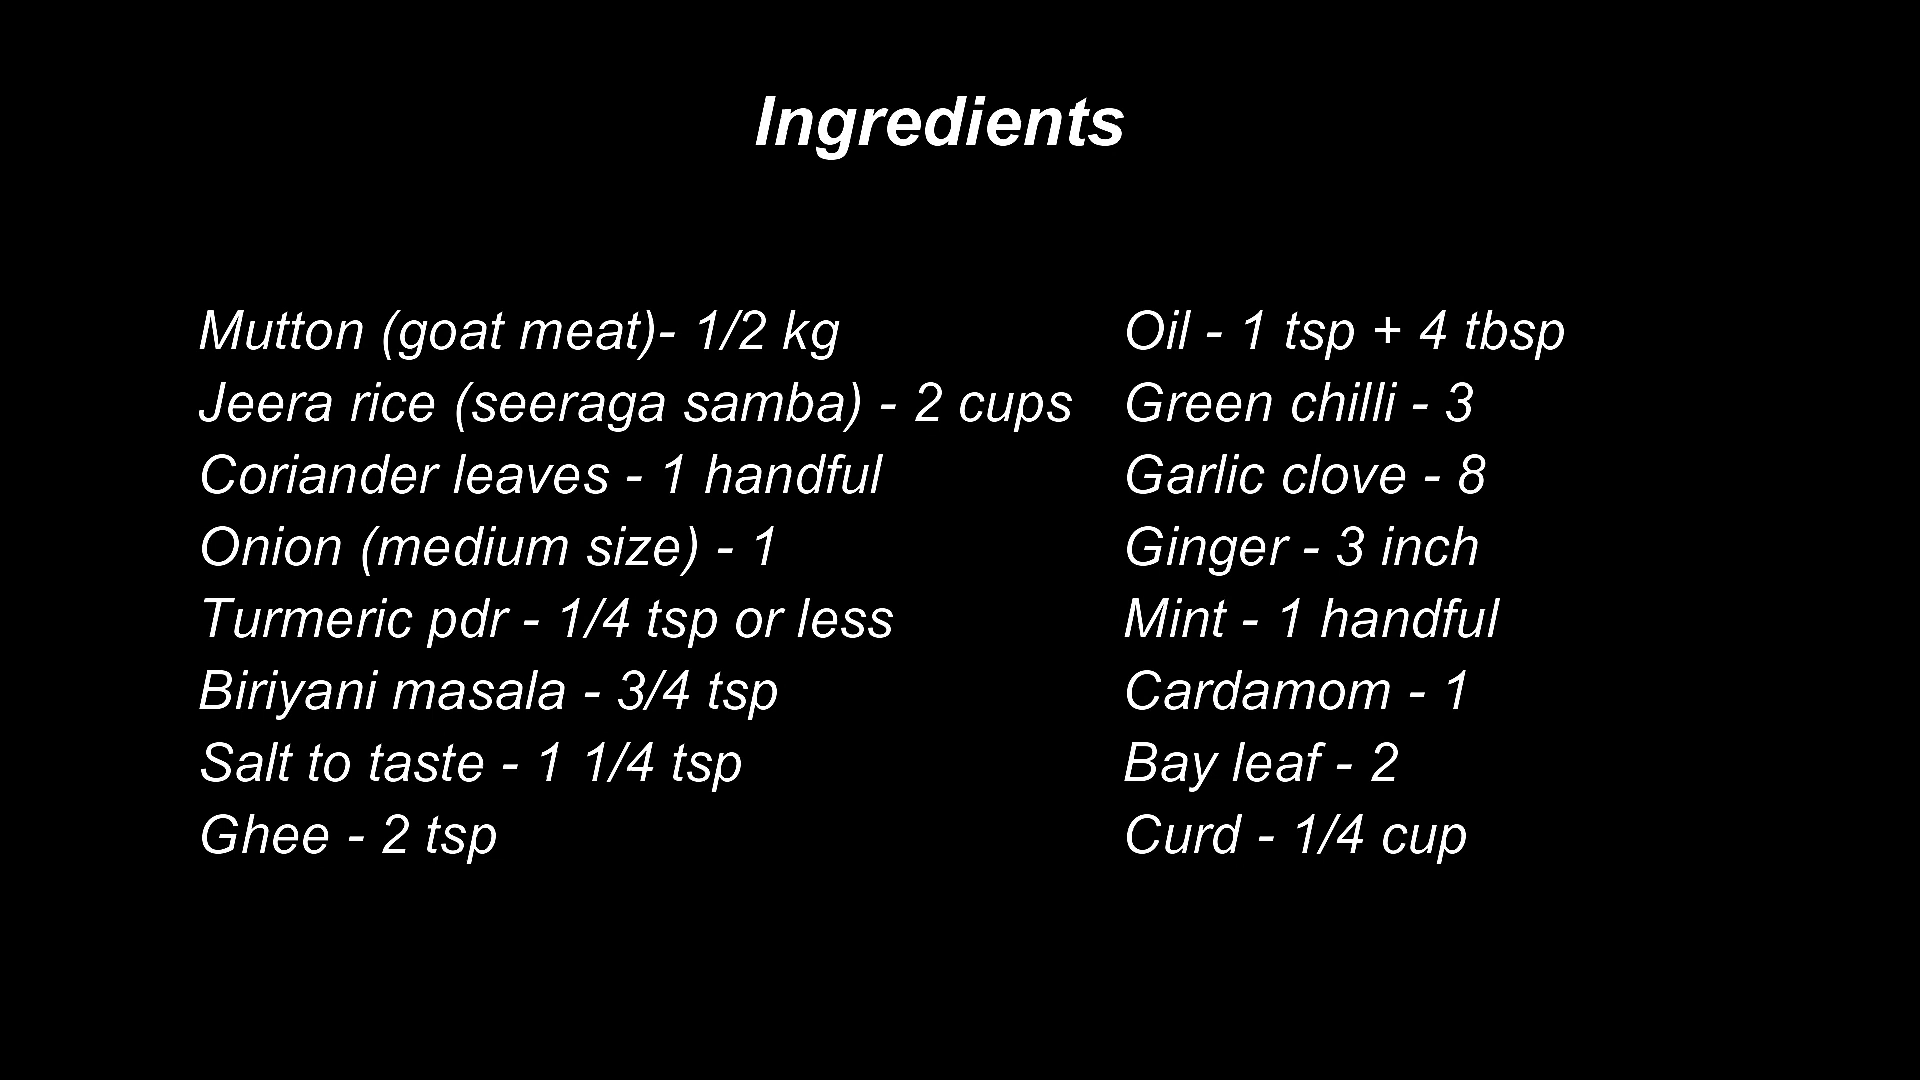 Ingredients
Mutton (goat meat)- 1/2 kg
Jeera rice (seeraga samba) - 2 cups
Coriander leaves - 1 handful
Onion (medium size) - 1
Turmeric pdr - 1/4 tsp or less
Biriyani masala - 3/4 tsp
Salt to taste - 1 1/4 tsp
Ghee - 2 tsp
Oil - 1 tsp + 4 tbsp
Green chilli - 3
Garlic clove - 8
Ginger - 3 inch
Mint - 1 handful
Cardamom - 1
Bay leaf - 2
Curd - 1/4 cup